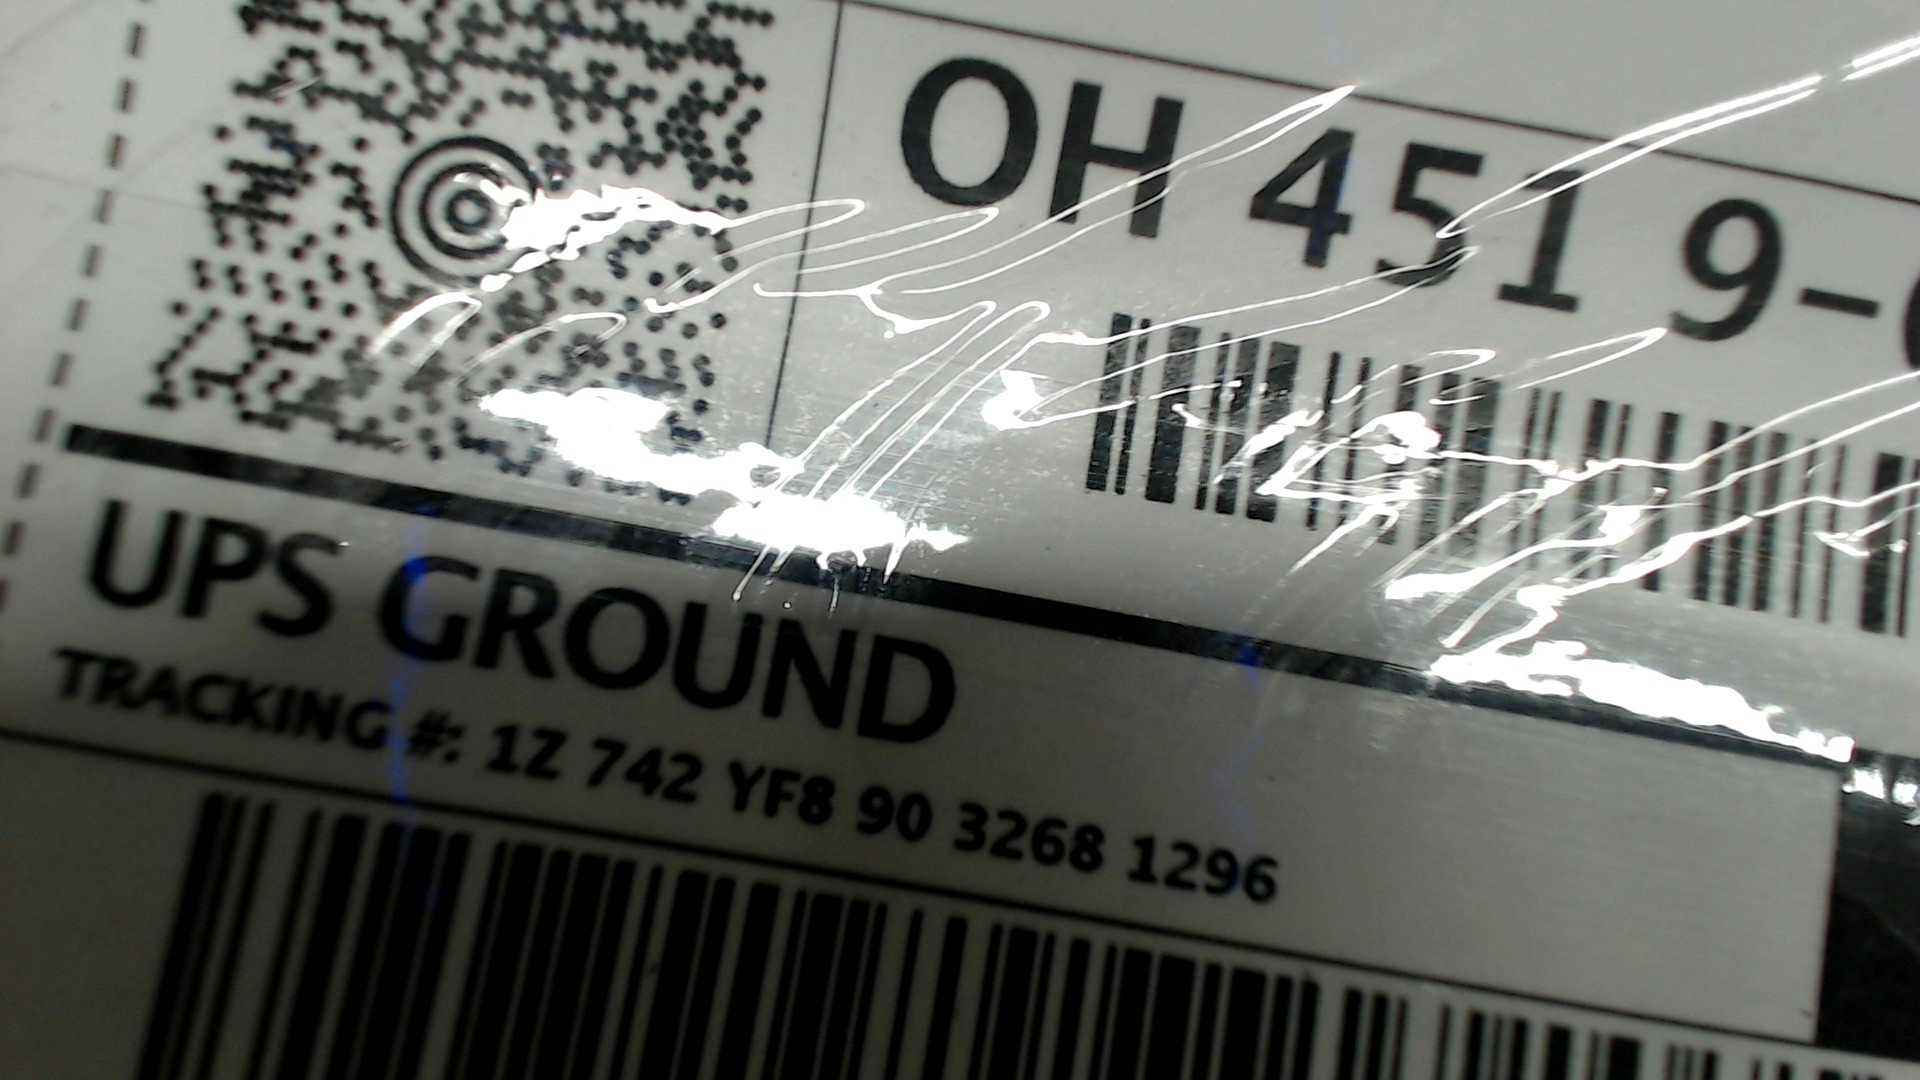 OH 451 9-
UPS GROUND
TRACKING #: 1Z 742 YF8 90 3268 1296